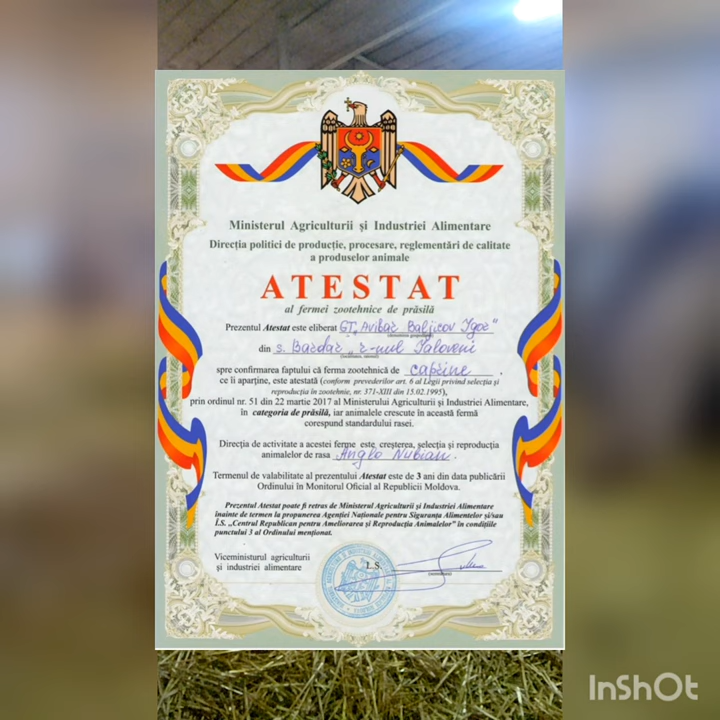 Ministerul Agriculturii și Industriei Alimentare
Direcția politici de producție, procesare, reglementări de calitate
a produselor animale
ATESTAT
al fermei zootehnice de prăsilă
Prezentul Atestat este eliberat GȚ „Avibar Baljicov Igor"
din s. Bardar, r-nul Ialoveni
spre confirmarea faptului că ferma zootehnică de caprine,
ce îi aparține, este atestată (conform prevederilor art. 6 al Legii privind selecția și
reproducția în zootehnie, nr. 371-XIII din 15.02.1995),
prin ordinul nr. 51 din 22 martie 2017 al Ministerului Agriculturii și Industriei Alimentare,
în categoria de prăsilă, iar animalele crescute în această fermă
corespund standardului rasei.
Direcția de activitate a acestei ferme este creșterea, selecția și reproducția
animalelor de rasa Anglo Nubian.
Termenul de valabilitate al prezentului Atestat este de 3 ani din data publicării
Ordinului în Monitorul Oficial al Republicii Moldova.
Prezentul Atestat poate fi retras de Ministerul Agriculturii și Industriei Alimentare
înainte de termen la propunerea Agenției Naționale pentru Siguranța Alimentelor și/sau
Î.S. „Centrul Republican pentru Ameliorarea și Reproducția Animalelor" în condițiile
punctului 3 al Ordinului menționat.
Viceministrul agriculturii
și industriei alimentare
L.S.
InShOt